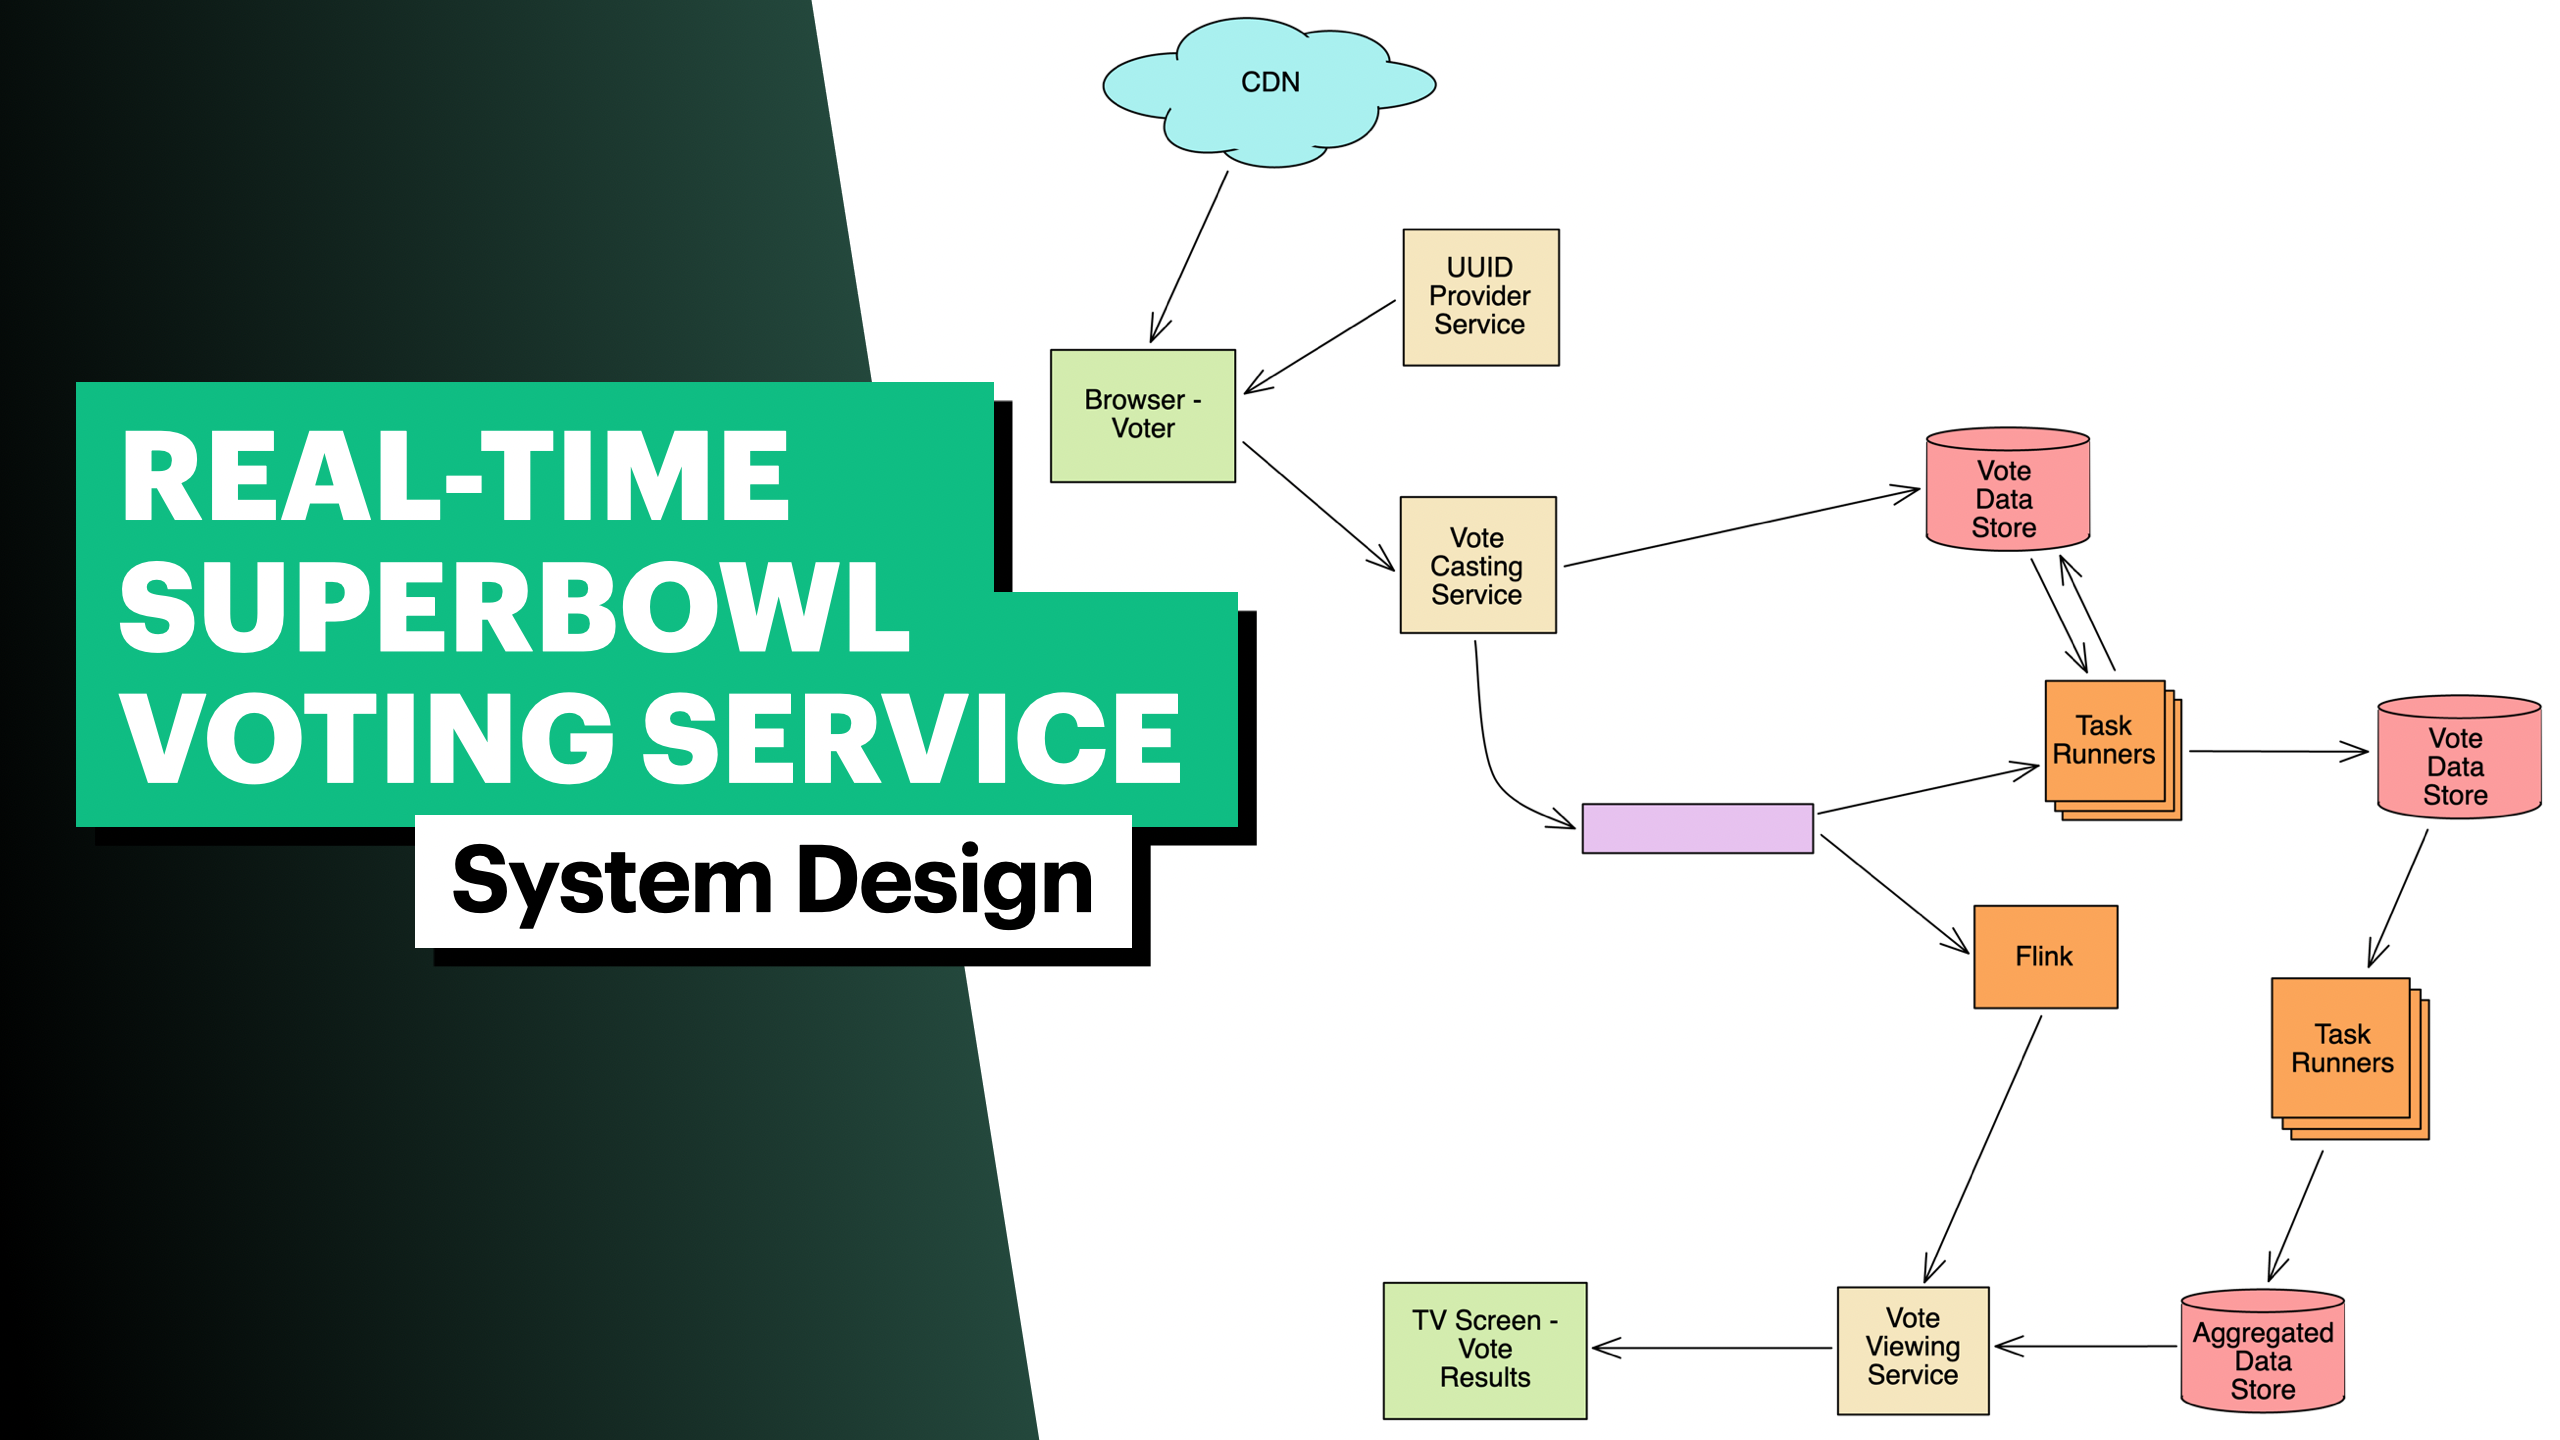 REAL-TIME
SUPERBOWL
VOTING SERVICE
System Design
CDN
UUID
Provider
Service
Browser -
Voter
Vote
Casting
Service
Vote
Data
Store
Task
Runners
Vote
Data
Store
Flink
Task
Runners
TV Screen -
Vote
Results
Vote
Viewing
Service
Aggregated
Data
Store